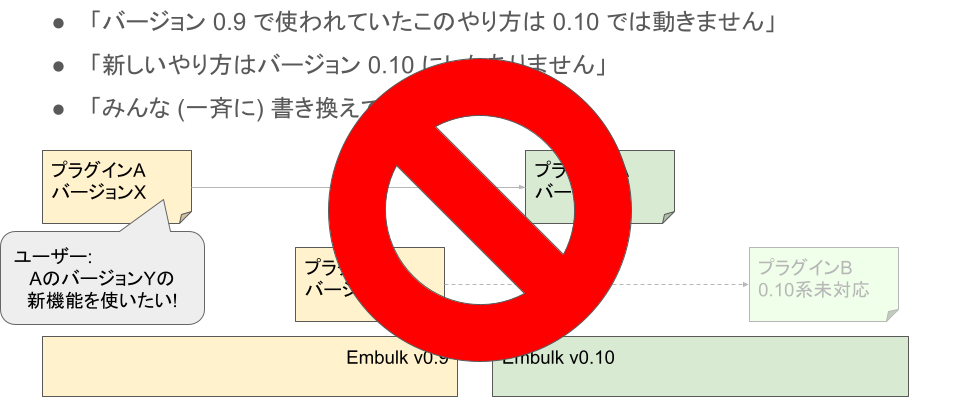 ● 「バージョン 0.9 で使われていたこのやり方は 0.10 では動きません」
● 「新しいやり方はバージョン 0.10 に
ありません」
● 「みんな (一斉に) 書き換えて
プラグインA
バージョンX
プラ
バー
ユーザー:
AのバージョンYの
新機能を使いたい!
プラ
バー
プラグインB
0.10系未対応
Embulk v0.9
Embulk v0.10